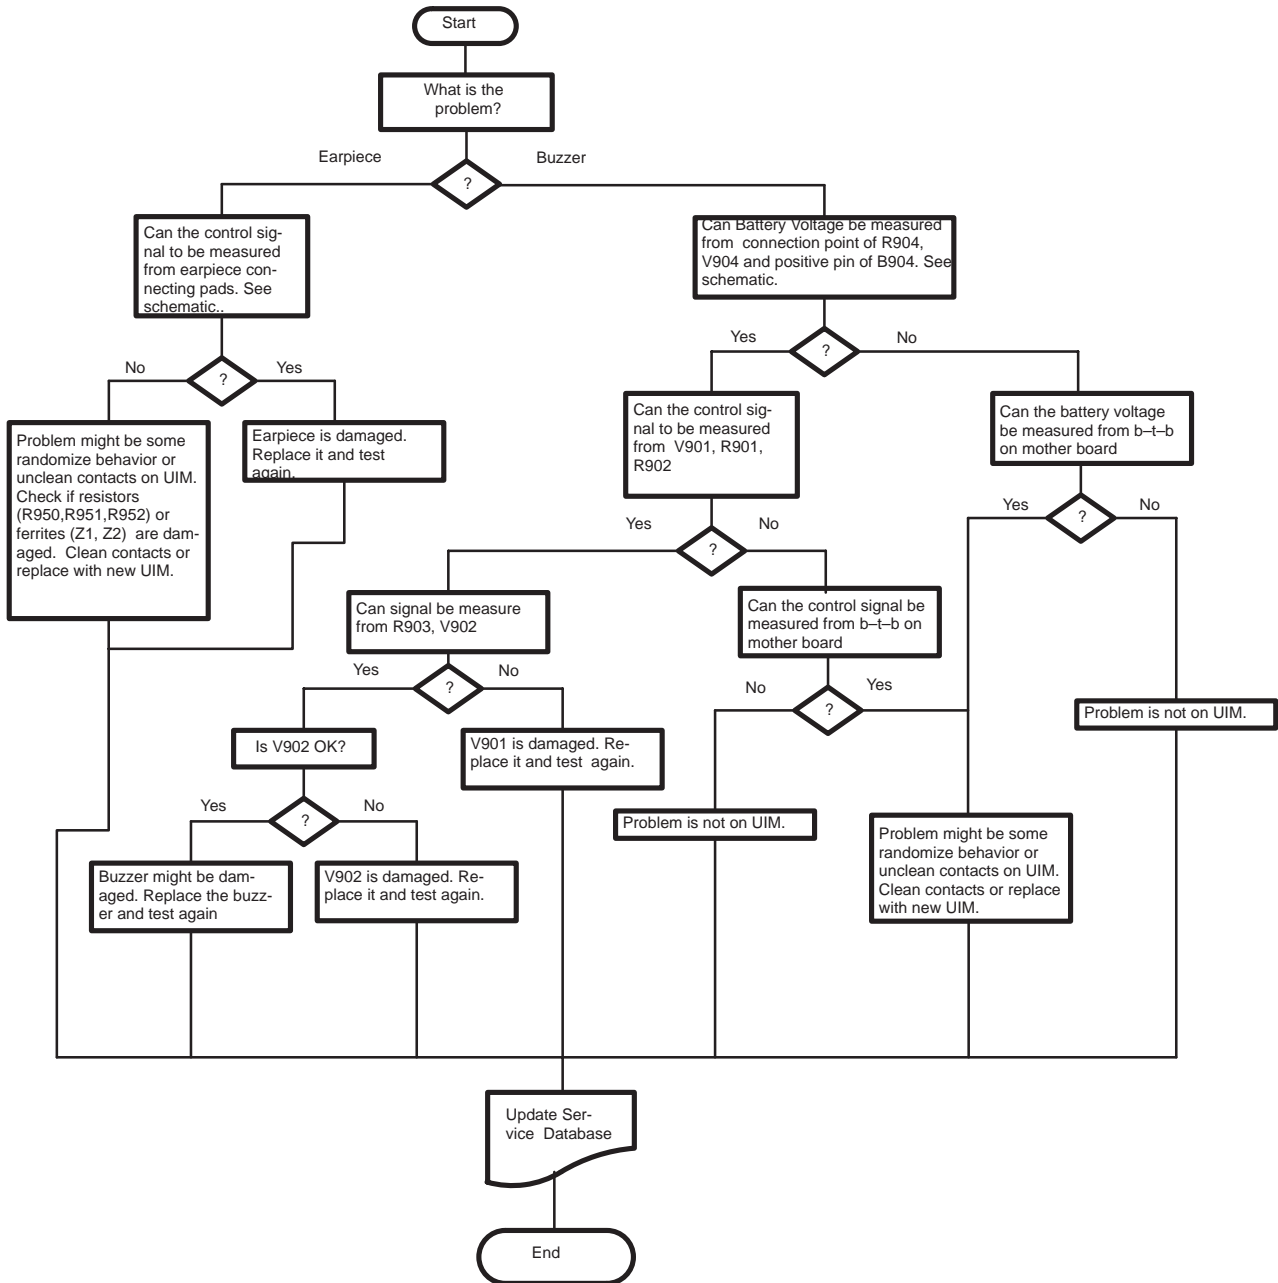 Start
What is the
problem?
Earpiece
Buzzer
?
Can the control sig-
nal to be measured
from earpiece con-
necting pads. See
schematic..
Can Battery Voltage be measured
from connection point of R904,
V904 and positive pin of B904. See
schematic.
No
?
Yes
Yes
?
No
Problem might be some
randomize behavior or
unclean contacts on UIM.
Check if resistors
(R950,R951,R952) or
ferrites (Z1, Z2) are dam-
aged. Clean contacts or
replace with new UIM.
Earpiece is damaged.
Replace it and test
again.
Can the control sig-
nal to be measured
from V901, R901,
R902
Can the battery voltage
be measured from b–t–b
on mother board
Yes
?
No
Yes
?
No
Can signal be measure
from R903, V902
Can the control signal be
measured from b–t–b on
mother board
Yes
?
No
No
?
Yes
Problem is not on UIM.
Is V902 OK?
V901 is damaged. Re-
place it and test again.
Yes
?
No
Problem is not on UIM.
Problem might be some
randomize behavior or
unclean contacts on UIM.
Clean contacts or replace
with new UIM.
Buzzer might be dam-
aged. Replace the buzz-
er and test again
V902 is damaged. Re-
place it and test again.
Update Ser-
vice Database
End